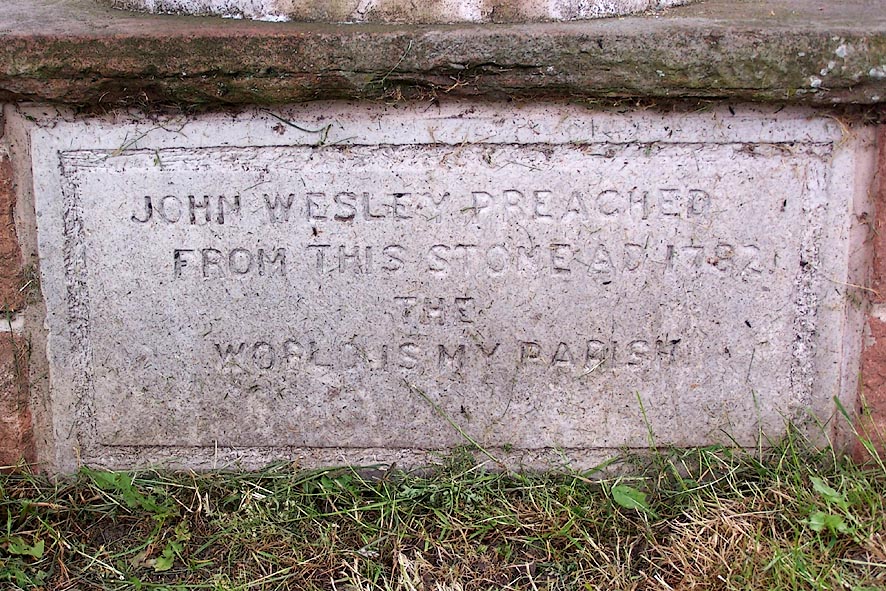 JOHN WESLEY PREACHED
FROM THIS STONE AD 1782
THE
WORLD IS MY PARISH